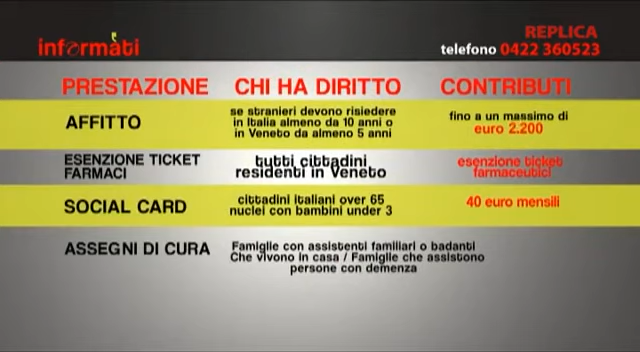 informàti
REPLICA
telefono 0422 360523
PRESTAZIONE CHI HA DIRITTO CONTRIBUTI
AFFITTO
se stranieri devono risiedere
in Italia almeno da 10 anni o
in Veneto da almeno 5 anni
fino a un massimo di
euro 2.200
ESENZIONE TICKET
FARMACI
tutti cittadini
residenti in Veneto
esenzione ticket
farmaceutici
SOCIAL CARD
cittadini italiani over 65
nuclei con bambini under 3
40 euro mensili
ASSEGNI DI CURA
Famiglie con assistenti familiari o badanti
Che vivono in casa / Famiglie che assistono
persone con demenza